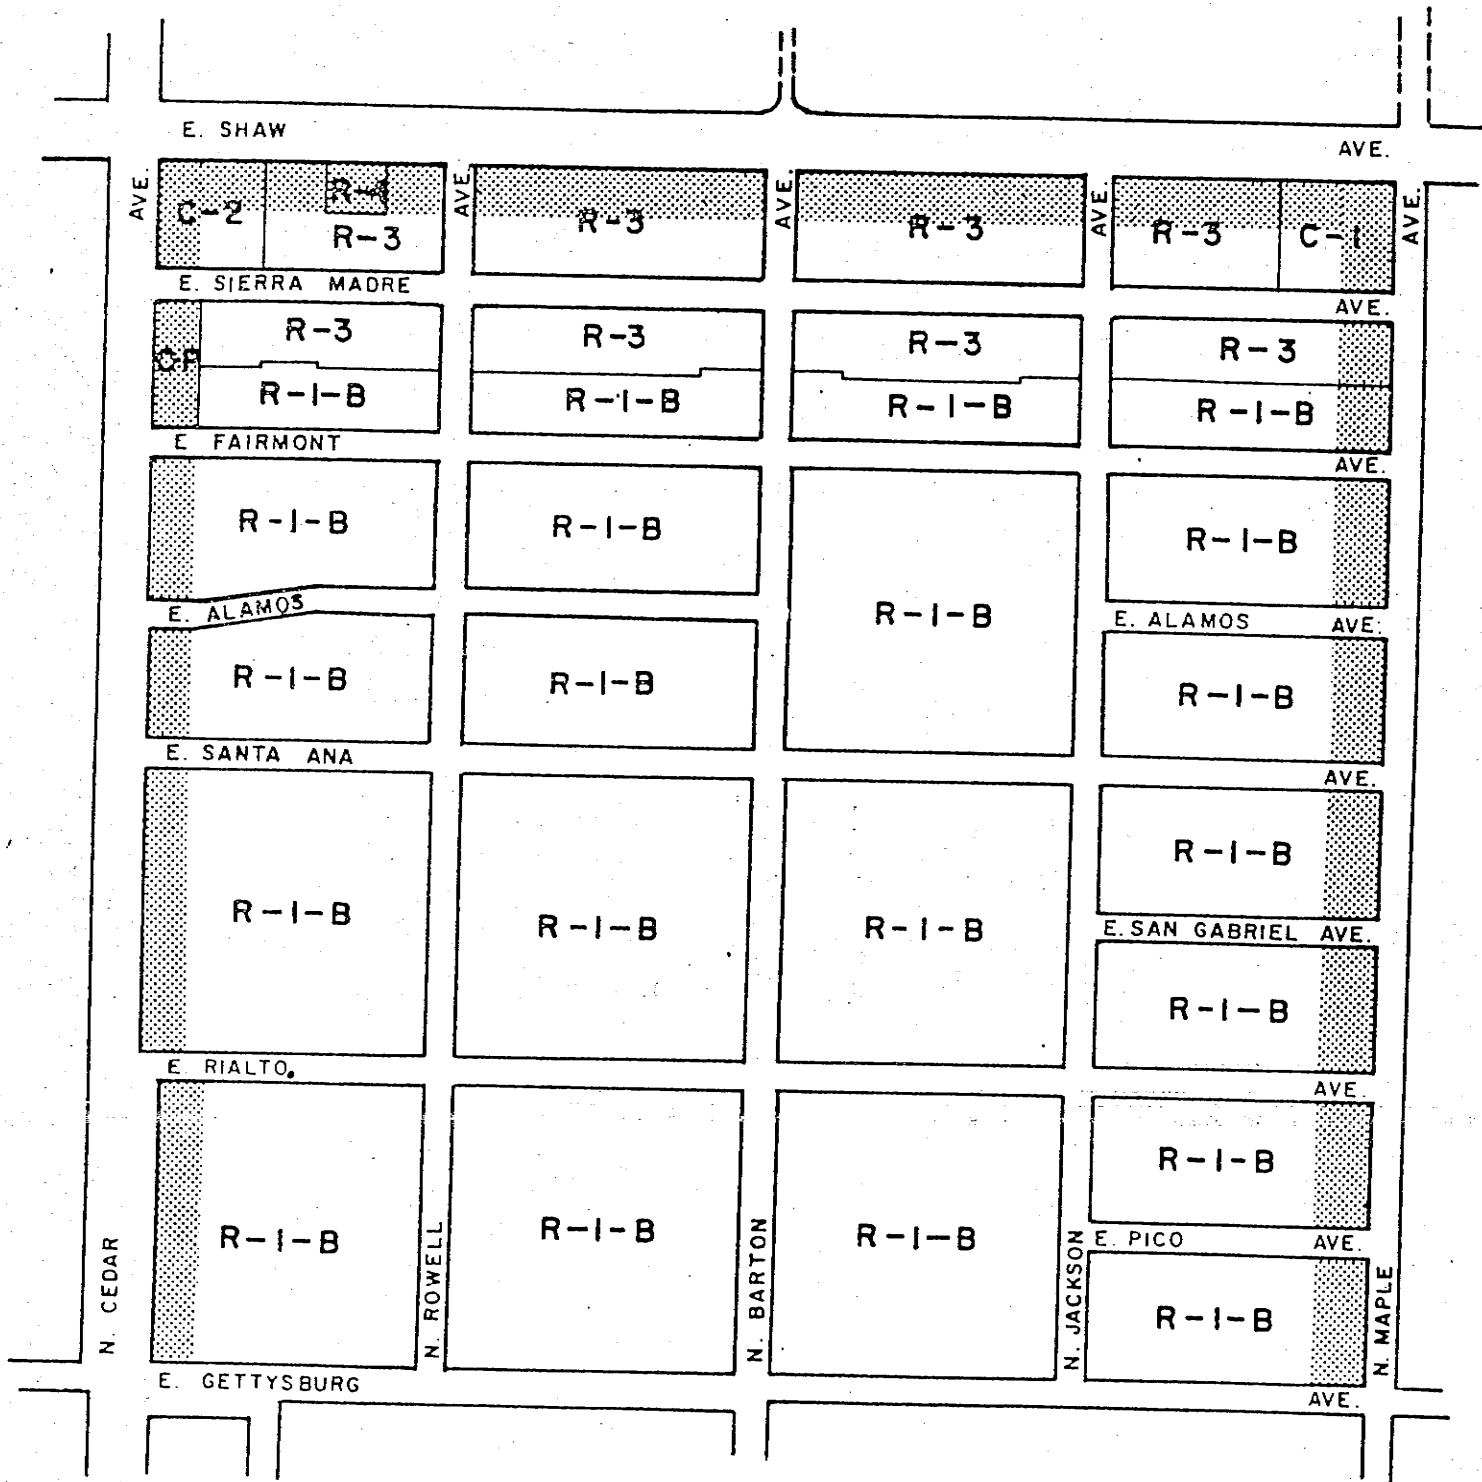 E. SHAW AVE.
AVE. AVE. AVE. AVE. AVE.
C-2 R-4 R-3 R-3 R-3 R-3 C-1
E. SIERRA MADRE AVE.
R-3 R-3 R-3 R-3
C-P
R-1-B R-1-B R-1-B R-1-B
E FAIRMONT AVE.
R-1-B R-1-B R-1-B
R-1-B
E. ALAMOS E. ALAMOS AVE.
R-1-B R-1-B R-1-B
E. SANTA ANA AVE.
R-1-B
R-1-B R-1-B R-1-B
E. SAN GABRIEL AVE.
R-1-B
E. RIALTO. AVE.
R-1-B
R-1-B R-1-B R-1-B
E. PICO AVE.
R-1-B
N. CEDAR
N. ROWELL
N. BARTON
N. JACKSON
N. MAPLE
E. GETTYSBURG AVE.